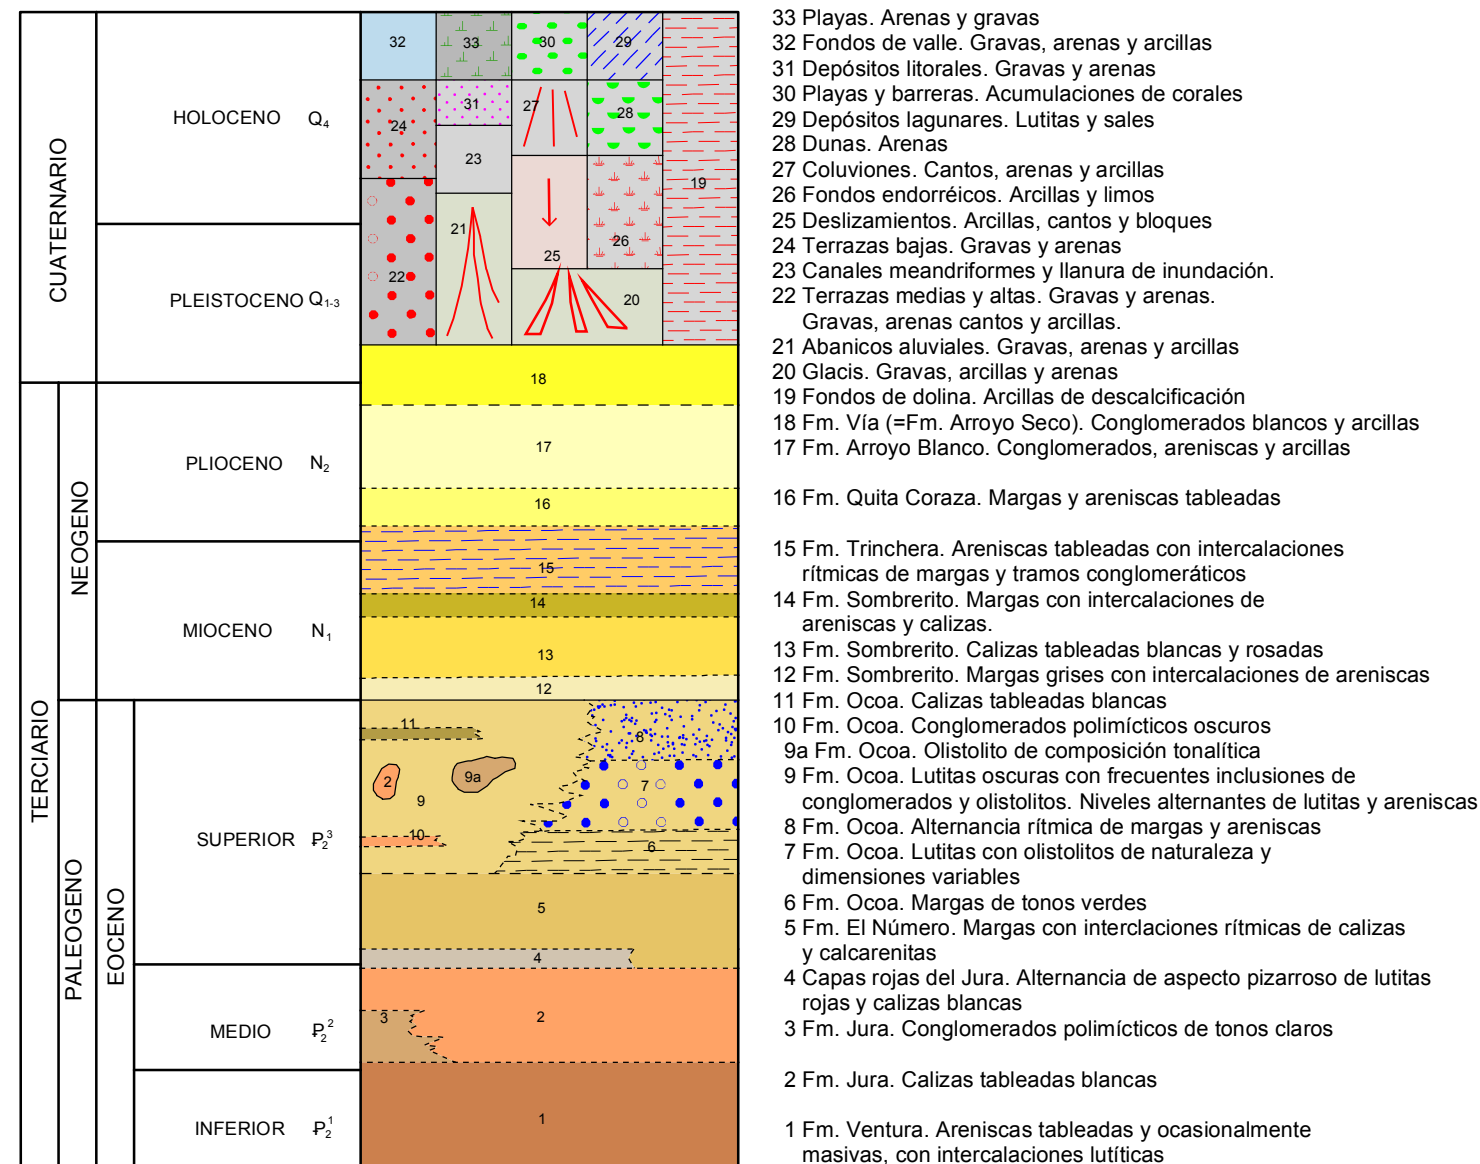 CUATERNARIO
HOLOCENO Q4
PLEISTOCENO Q1-3
TERCIARIO
NEOGENO
PLIOCENO N2
MIOCENO N1
PALEOGENO
EOCENO
SUPERIOR P2 3
MEDIO P2 2
INFERIOR P2 1
32
33
30
29
24
31
27
28
23
19
21
25
26
22
20
18
17
16
15
14
13
12
11
8
2
9a
7
9
10
6
5
4
3
2
1
33 Playas. Arenas y gravas
32 Fondos de valle. Gravas, arenas y arcillas
31 Depósitos litorales. Gravas y arenas
30 Playas y barreras. Acumulaciones de corales
29 Depósitos lagunares. Lutitas y sales
28 Dunas. Arenas
27 Coluviones. Cantos, arenas y arcillas
26 Fondos endorréicos. Arcillas y limos
25 Deslizamientos. Arcillas, cantos y bloques
24 Terrazas bajas. Gravas y arenas
23 Canales meandriformes y llanura de inundación.
22 Terrazas medias y altas. Gravas y arenas.
Gravas, arenas cantos y arcillas.
21 Abanicos aluviales. Gravas, arenas y arcillas
20 Glacis. Gravas, arcillas y arenas
19 Fondos de dolina. Arcillas de descalcificación
18 Fm. Vía (=Fm. Arroyo Seco). Conglomerados blancos y arcillas
17 Fm. Arroyo Blanco. Conglomerados, areniscas y arcillas
16 Fm. Quita Coraza. Margas y areniscas tableadas
15 Fm. Trinchera. Areniscas tableadas con intercalaciones
rítmicas de margas y tramos conglomeráticos
14 Fm. Sombrerito. Margas con intercalaciones de
areniscas y calizas.
13 Fm. Sombrerito. Calizas tableadas blancas y rosadas
12 Fm. Sombrerito. Margas grises con intercalaciones de areniscas
11 Fm. Ocoa. Calizas tableadas blancas
10 Fm. Ocoa. Conglomerados polimícticos oscuros
9a Fm. Ocoa. Olistolito de composición tonalítica
9 Fm. Ocoa. Lutitas oscuras con frecuentes inclusiones de
conglomerados y olistolitos. Niveles alternantes de lutitas y areniscas
8 Fm. Ocoa. Alternancia rítmica de margas y areniscas
7 Fm. Ocoa. Lutitas con olistolitos de naturaleza y
dimensiones variables
6 Fm. Ocoa. Margas de tonos verdes
5 Fm. El Número. Margas con interclaciones rítmicas de calizas
y calcarenitas
4 Capas rojas del Jura. Alternancia de aspecto pizarroso de lutitas
rojas y calizas blancas
3 Fm. Jura. Conglomerados polimícticos de tonos claros
2 Fm. Jura. Calizas tableadas blancas
1 Fm. Ventura. Areniscas tableadas y ocasionalmente
masivas, con intercalaciones lutíticas